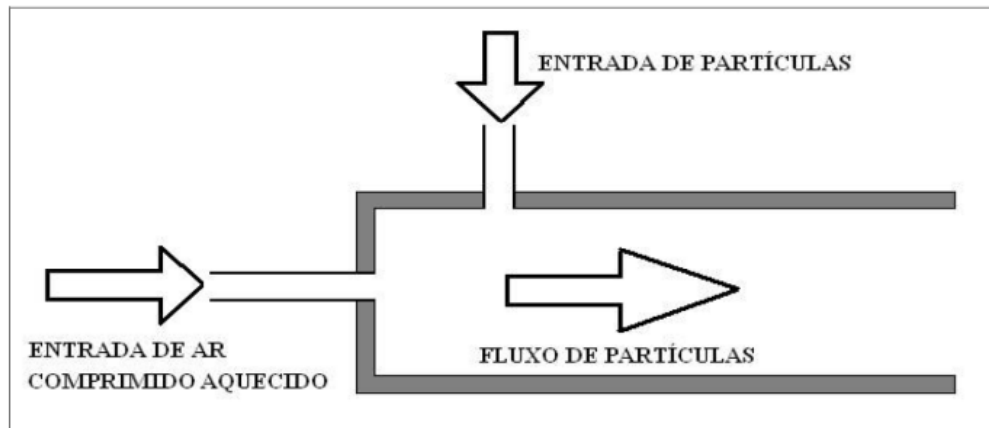 ENTRADA DE PARTÍCULAS
ENTRADA DE AR
COMPRIMIDO AQUECIDO
FLUXO DE PARTÍCULAS